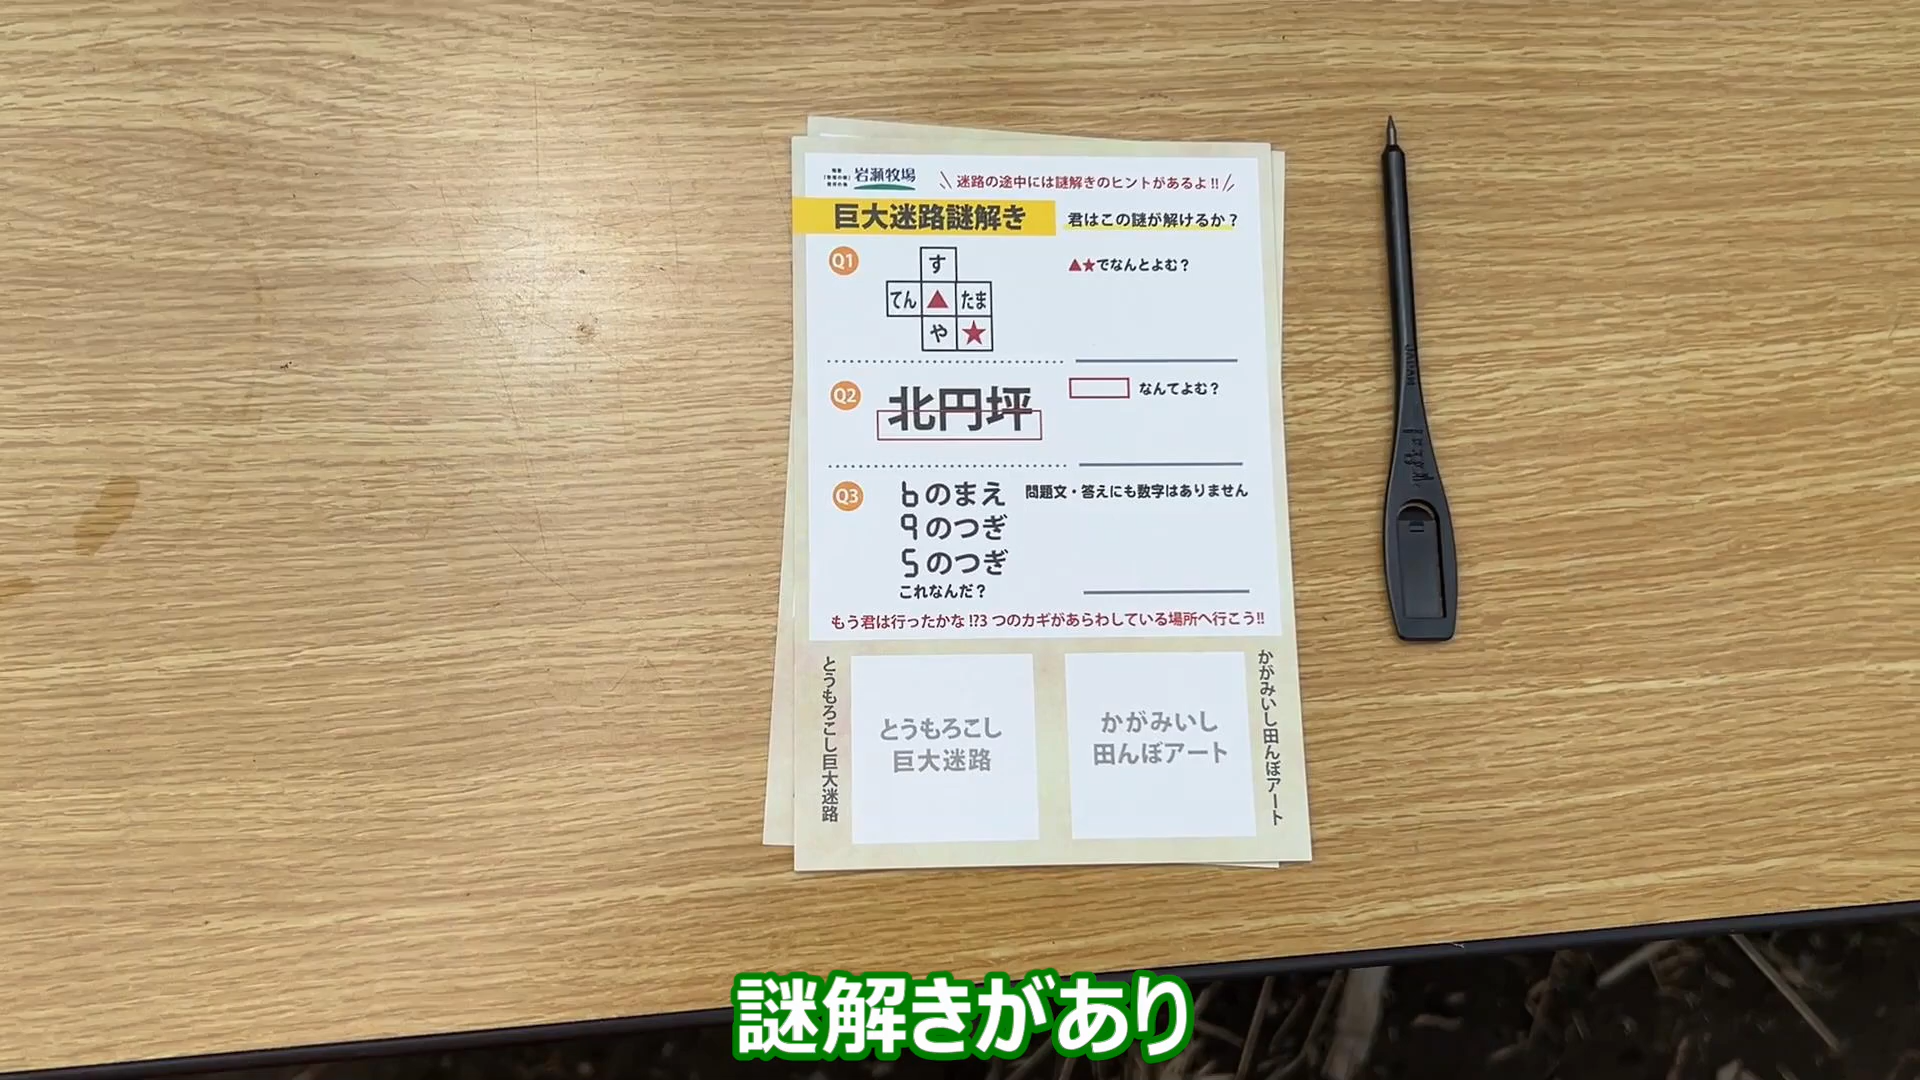 岩瀬牧場
迷路の途中には謎解きのヒントがあるよ!!
巨大迷路謎解き
君はこの謎が解けるか?
Q1
す
てん▲たま
や★
▲★でなんとよむ?
Q2
北円坪
なんてよむ?
Q3
bのまえ
qのつぎ
Sのつぎ
これなんだ?
問題文・答えにも数字はありません
もう君は行ったかな!?3つのカギがあらわしている場所へ行こう!!
とうもろこし巨大迷路
とうもろこし
巨大迷路
かがみいし
田んぼアート
かがみいし田んぼアート
謎解きがあり